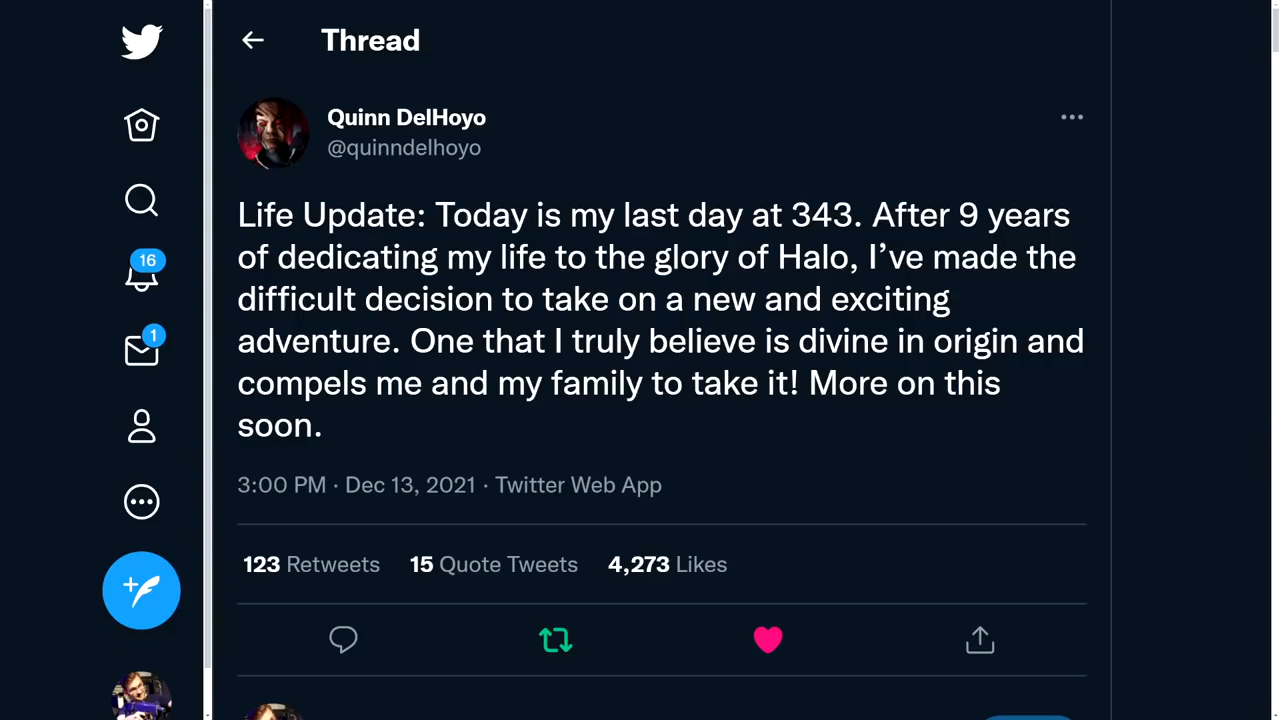 Thread
Quinn DelHoyo
@quinndelhoyo
Life Update: Today is my last day at 343. After 9 years
of dedicating my life to the glory of Halo, I’ve made the
difficult decision to take on a new and exciting
adventure. One that I truly believe is divine in origin and
compels me and my family to take it! More on this
soon.
16
1
3:00 PM · Dec 13, 2021 · Twitter Web App
123 Retweets 15 Quote Tweets 4,273 Likes